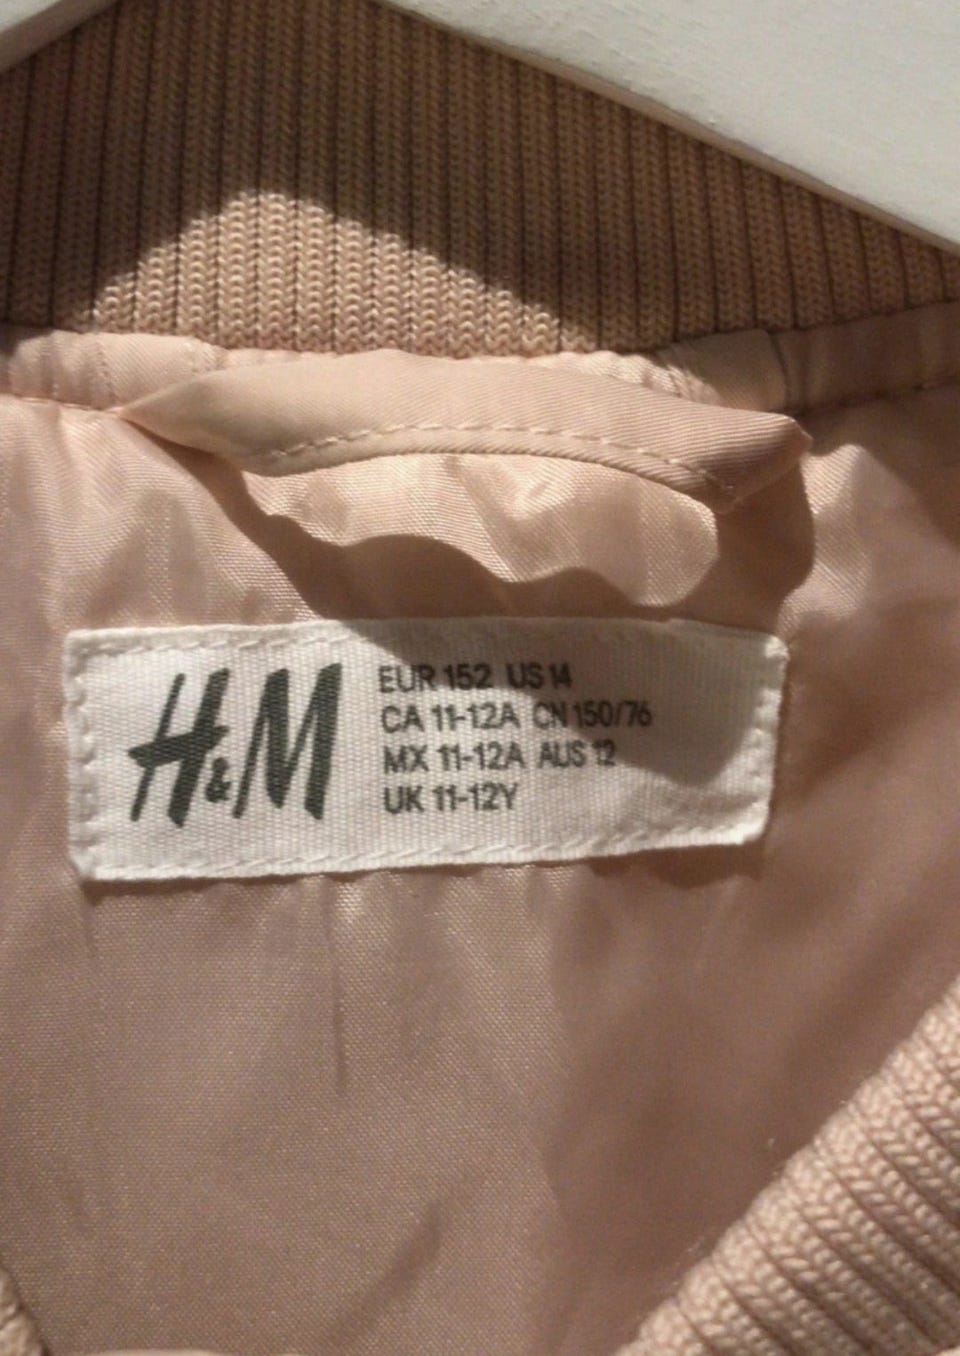 H&M
EUR 152 US 14
CA 11-12A CN 150/76
MX 11-12A AUS 12
UK 11-12Y